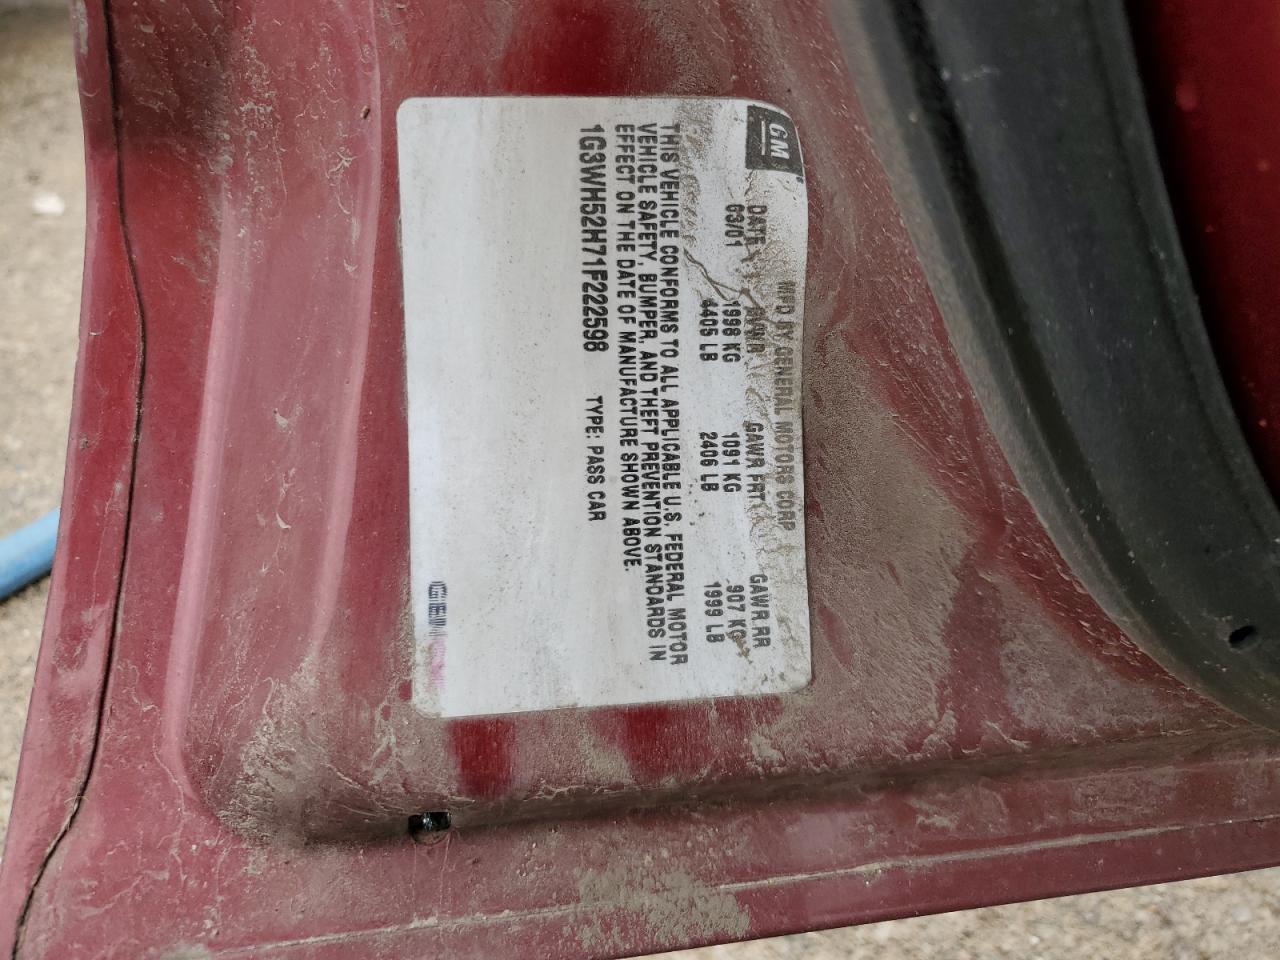 GM
MFD BY GENERAL MOTORS CORP
DATE GVWR GAWR FRT GAWR RR
03/01 1998 KG 1091 KG 907 KG
4405 LB 2406 LB 1999 LB
THIS VEHICLE CONFORMS TO ALL APPLICABLE U.S. FEDERAL MOTOR
VEHICLE SAFETY, BUMPER, AND THEFT PREVENTION STANDARDS IN
EFFECT ON THE DATE OF MANUFACTURE SHOWN ABOVE.
1G3WH52H71F222598 TYPE: PASS CAR